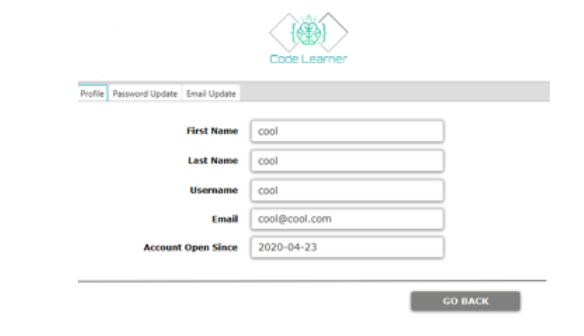 Code Learner
Profile Password Update Email Update
First Name cool
Last Name cool
Username cool
Email cool@cool.com
Account Open Since 2020-04-23
GO BACK